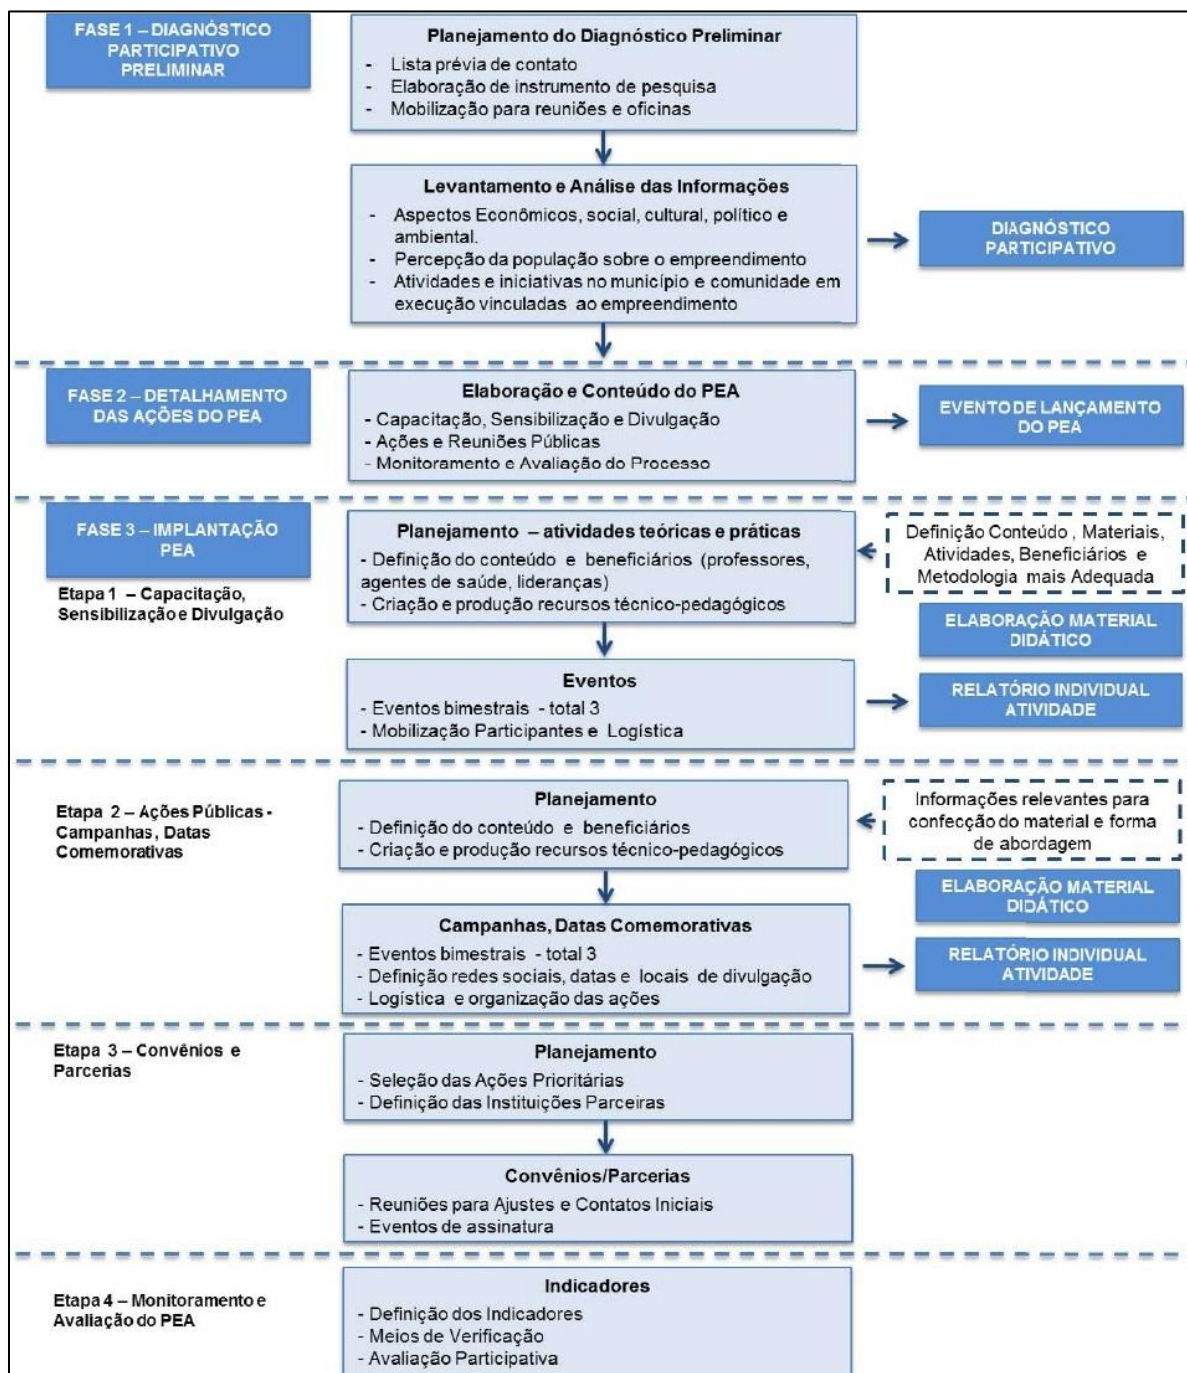 FASE 1 – DIAGNÓSTICO
PARTICIPATIVO
PRELIMINAR
Planejamento do Diagnóstico Preliminar
- Lista prévia de contato
- Elaboração de instrumento de pesquisa
- Mobilização para reuniões e oficinas
Levantamento e Análise das Informações
- Aspectos Econômicos, social, cultural, político e
ambiental.
- Percepção da população sobre o empreendimento
- Atividades e iniciativas no município e comunidade em
execução vinculadas ao empreendimento
DIAGNÓSTICO
PARTICIPATIVO
FASE 2 – DETALHAMENTO
DAS AÇÕES DO PEA
Elaboração e Conteúdo do PEA
- Capacitação, Sensibilização e Divulgação
- Ações e Reuniões Públicas
- Monitoramento e Avaliação do Processo
EVENTO DE LANÇAMENTO
DO PEA
FASE 3 – IMPLANTAÇÃO
PEA
Etapa 1 – Capacitação,
Sensibilização e Divulgação
Planejamento – atividades teóricas e práticas
- Definição do conteúdo e beneficiários (professores,
agentes de saúde, lideranças)
- Criação e produção recursos técnico-pedagógicos
Definição Conteúdo , Materiais,
Atividades, Beneficiários e
Metodologia mais Adequada
ELABORAÇÃO MATERIAL
DIDÁTICO
Eventos
- Eventos bimestrais - total 3
- Mobilização Participantes e Logística
RELATÓRIO INDIVIDUAL
ATIVIDADE
Etapa 2 – Ações Públicas -
Campanhas, Datas
Comemorativas
Planejamento
- Definição do conteúdo e beneficiários
- Criação e produção recursos técnico-pedagógicos
Informações relevantes para
confecção do material e forma
de abordagem
ELABORAÇÃO MATERIAL
DIDÁTICO
Campanhas, Datas Comemorativas
- Eventos bimestrais - total 3
- Definição redes sociais, datas e locais de divulgação
- Logística e organização das ações
RELATÓRIO INDIVIDUAL
ATIVIDADE
Etapa 3 – Convênios e
Parcerias
Planejamento
- Seleção das Ações Prioritárias
- Definição das Instituições Parceiras
Convênios/Parcerias
- Reuniões para Ajustes e Contatos Iniciais
- Eventos de assinatura
Etapa 4 – Monitoramento e
Avaliação do PEA
Indicadores
- Definição dos Indicadores
- Meios de Verificação
- Avaliação Participativa